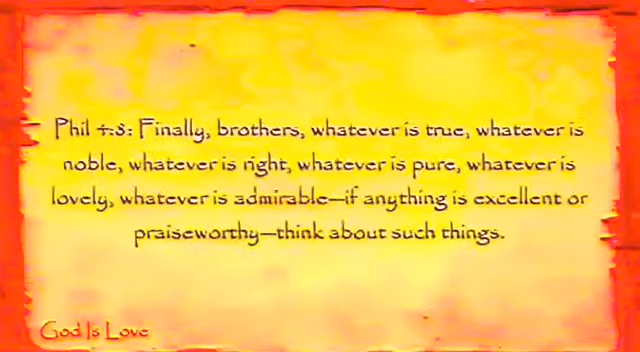 Phil 4:8: Finally, brothers, whatever is true, whatever is
noble, whatever is right, whatever is pure, whatever is
lovely, whatever is admirable—if anything is excellent or
praiseworthy—think about such things.
God Is Love